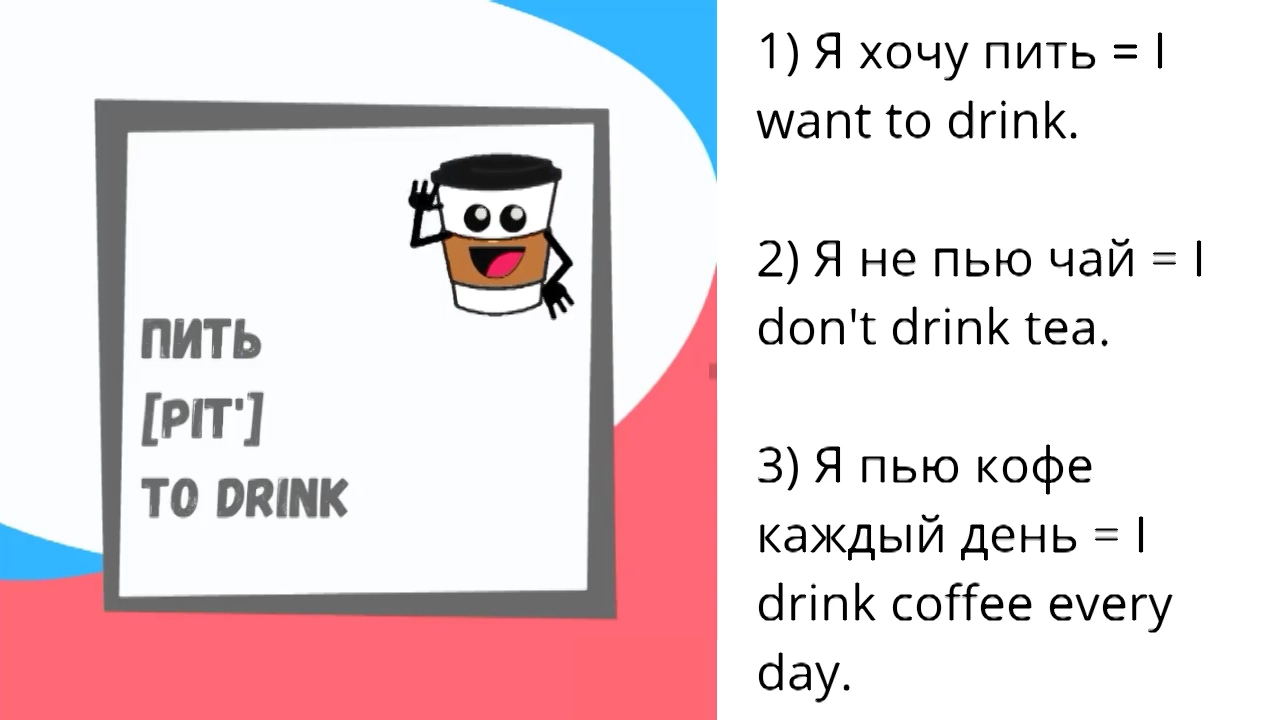 ПИТЬ
[PIT']
TO DRINK
1) Я хочу пить = I
want to drink.
2) Я не пью чай = I
don't drink tea.
3) Я пью кофе
каждый день = I
drink coffee every
day.